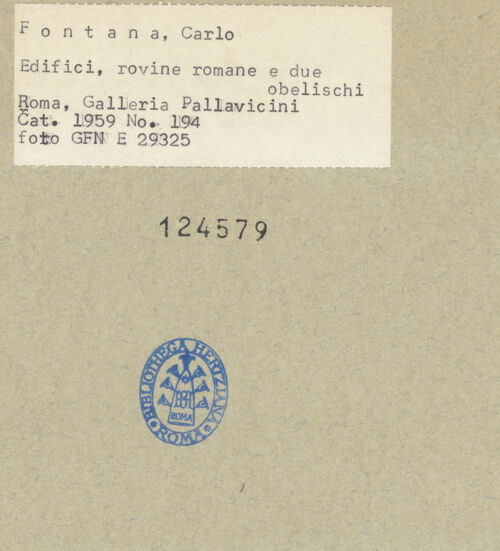 F o n t a n a, Carlo
Edifici, rovine romane e due
obelischi
Roma, Galleria Pallavicini
Cat. 1959 No. 194
foto GFN E 29325
124579
BIBLIOTHECA HERTZIANA
ROMA
ROMA